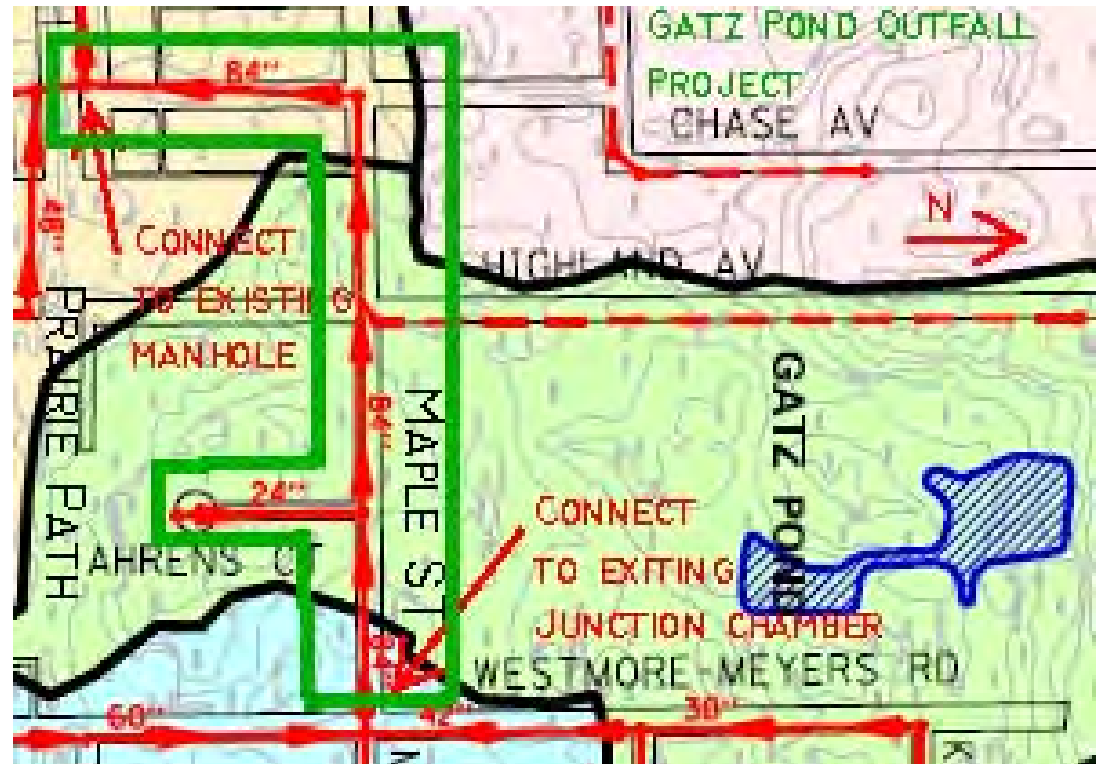 GATZ POND OUTFALL
PROJECT
CHASE AV
84"
N
48"
CONNECT
TO EXISTING
MANHOLE
HIGHLAND AV
PRAIRIE PATH
84"
MAPLE ST
GATZ POND
24"
AHRENS CT
CONNECT
TO EXITING
JUNCTION CHAMBER
WESTMORE-MEYERS RD
60"
42"
30"
N